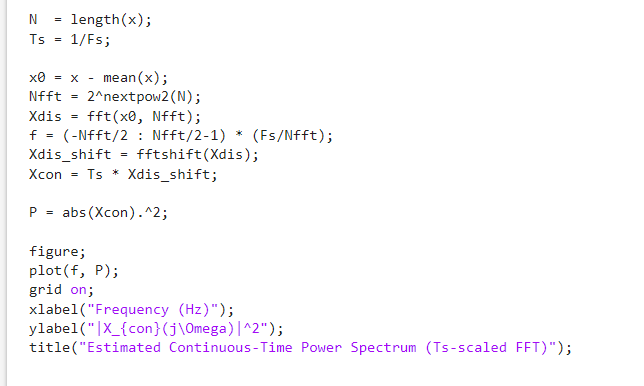 N  = length(x);
Ts = 1/Fs;
x0 = x - mean(x);
Nfft = 2^nextpow2(N);
Xdis = fft(x0, Nfft);
f = (-Nfft/2 : Nfft/2-1) * (Fs/Nfft);
Xdis_shift = fftshift(Xdis);
Xcon = Ts * Xdis_shift;
P = abs(Xcon).^2;
figure;
plot(f, P);
grid on;
xlabel("Frequency (Hz)");
ylabel("|X_{con}(j\Omega)|^2");
title("Estimated Continuous-Time Power Spectrum (Ts-scaled FFT)");